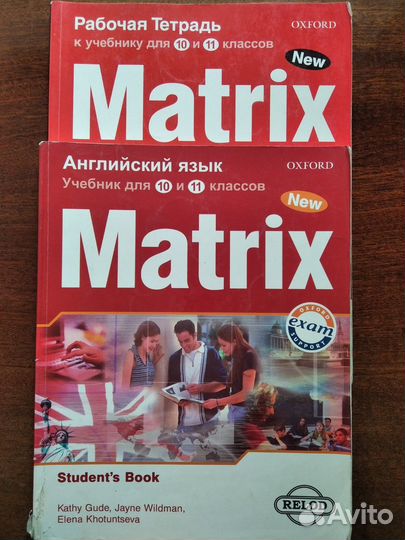 Рабочая Тетрадь
OXFORD
к учебнику для 10 и 11 классов
New
Matrix
Английский язык
OXFORD
Учебник для 10 и 11 классов
New
Matrix
OXFORD
exam
SUPPORT
Student's Book
Kathy Gude, Jayne Wildman,
Elena Khotuntseva
RELOD
Avito